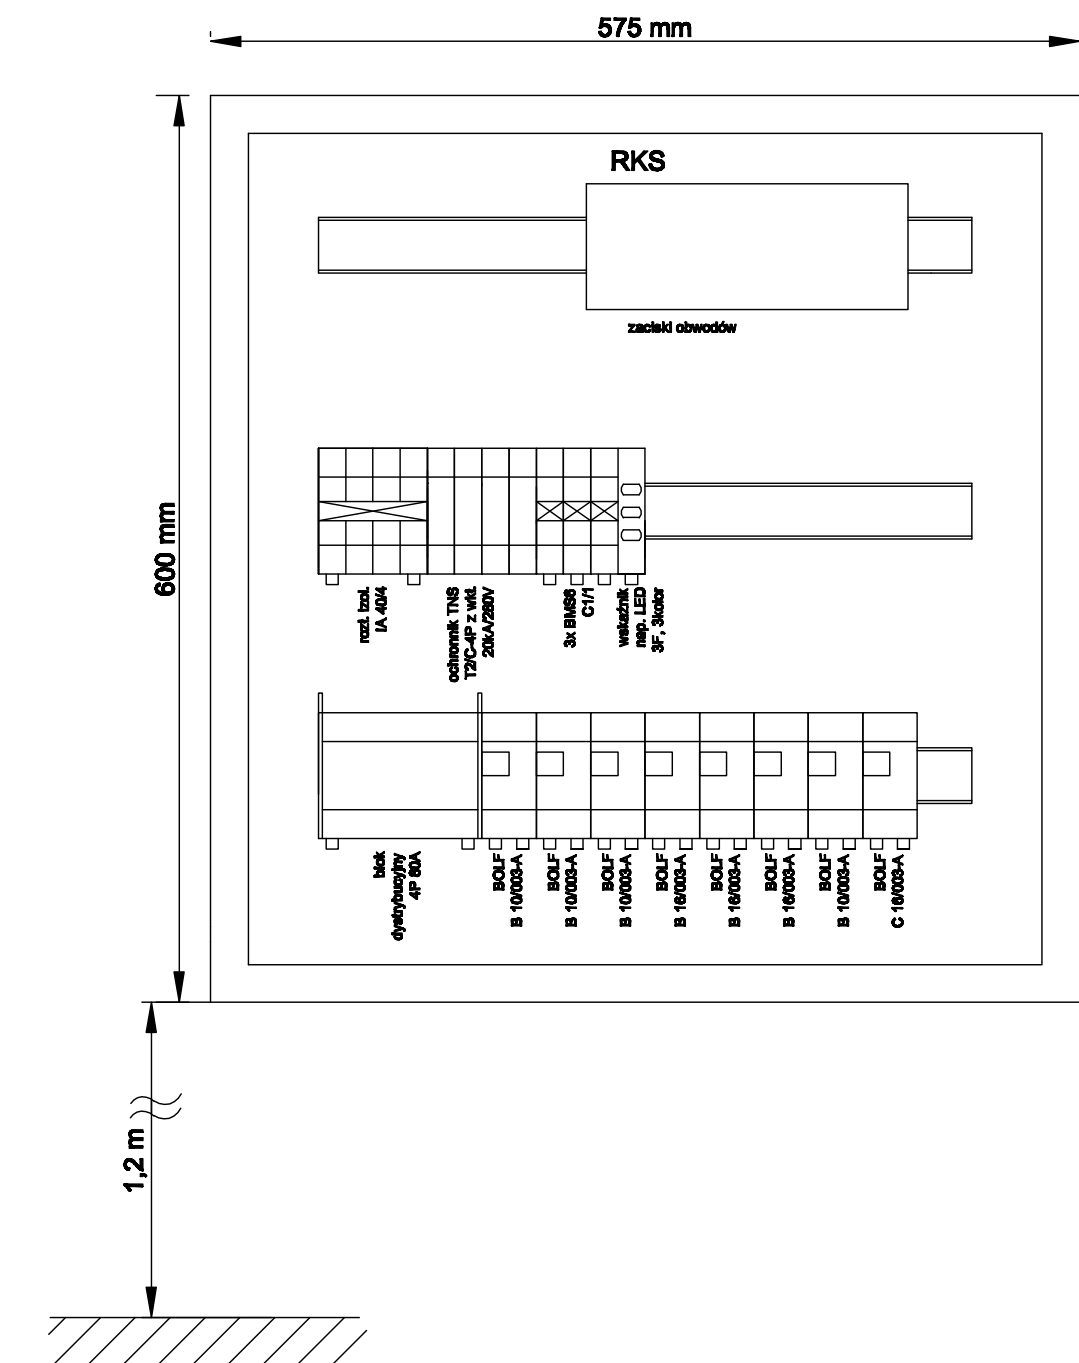 575 mm
600 mm
RKS
zaciski obwodów
rozł. izol.
IA 40/4
ochronnik TNS
T2/C-4P z wkł.
20kA/280V
3x BMS6
C1/1
wskaźnik
nap. LED
3F, 3kolor
blok
dystrybucyjny
4P 80A
BOLF
B 10/003-A
BOLF
B 10/003-A
BOLF
B 10/003-A
BOLF
B 16/003-A
BOLF
B 16/003-A
BOLF
B 16/003-A
BOLF
B 10/003-A
BOLF
C 16/003-A
1,2 m